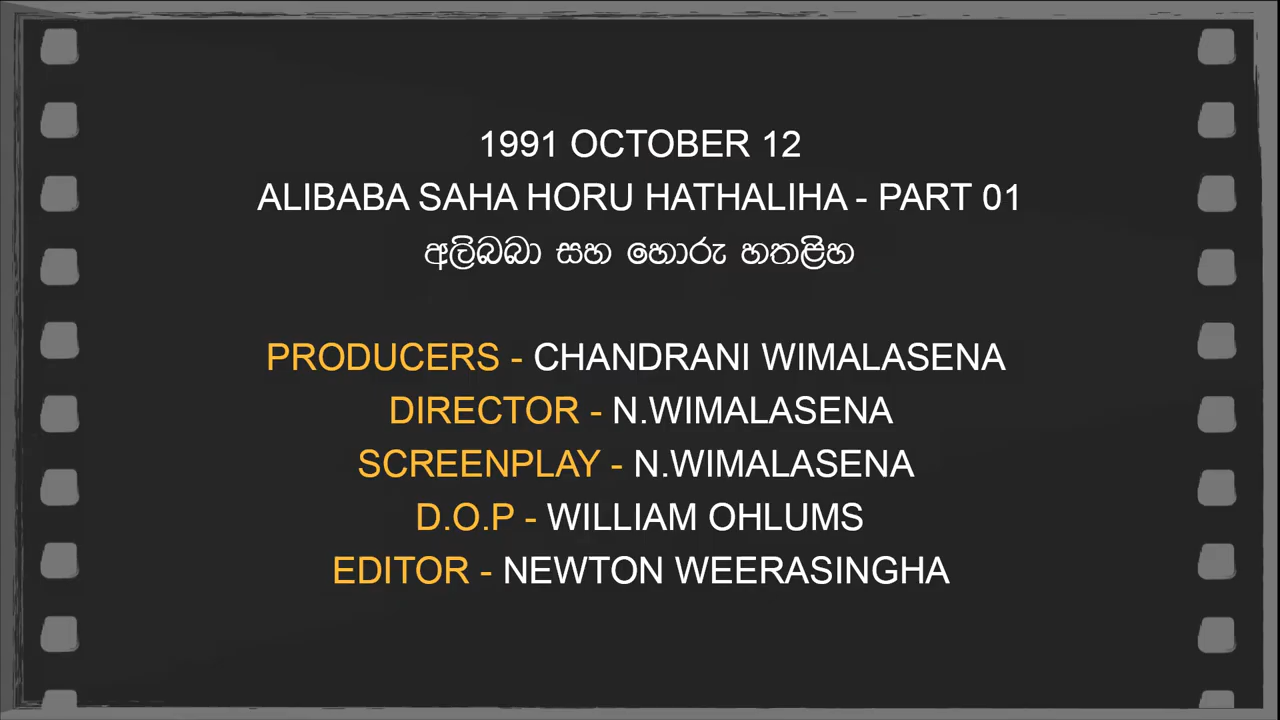 1991 OCTOBER 12
ALIBABA SAHA HORU HATHALIHA - PART 01
අලිබබා සහ හොරු හතළිහ
PRODUCERS - CHANDRANI WIMALASENA
DIRECTOR - N.WIMALASENA
SCREENPLAY - N.WIMALASENA
D.O.P - WILLIAM OHLUMS
EDITOR - NEWTON WEERASINGHA